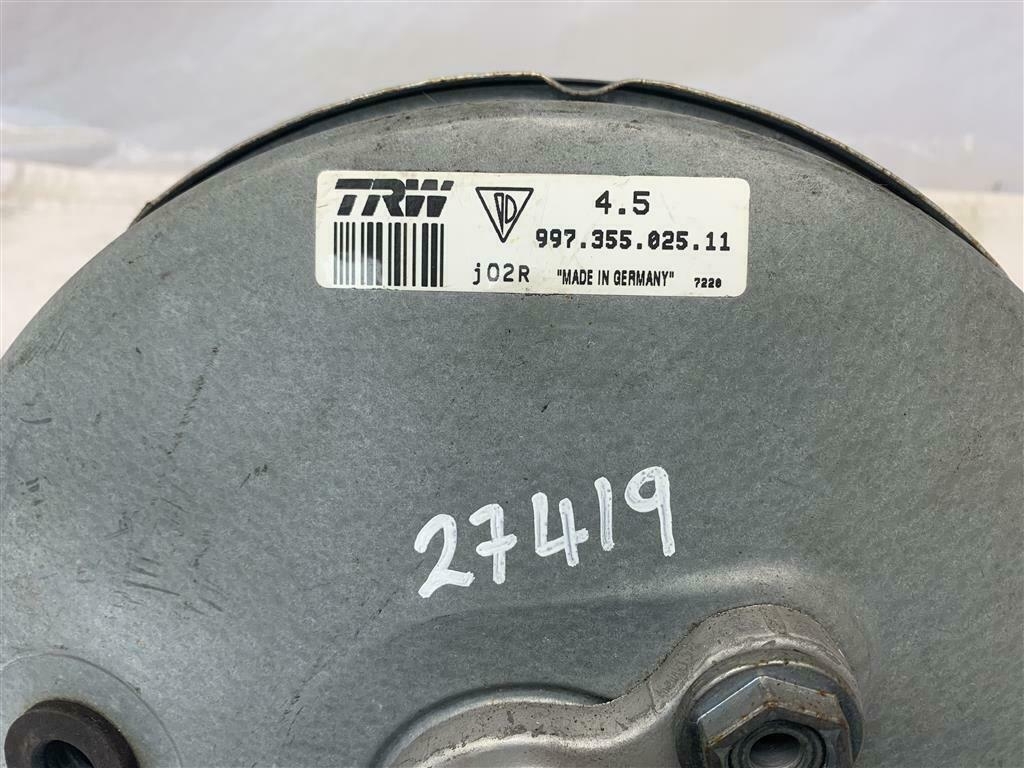 TRW
4.5
997.355.025.11
j02R "MADE IN GERMANY" 7228
27419